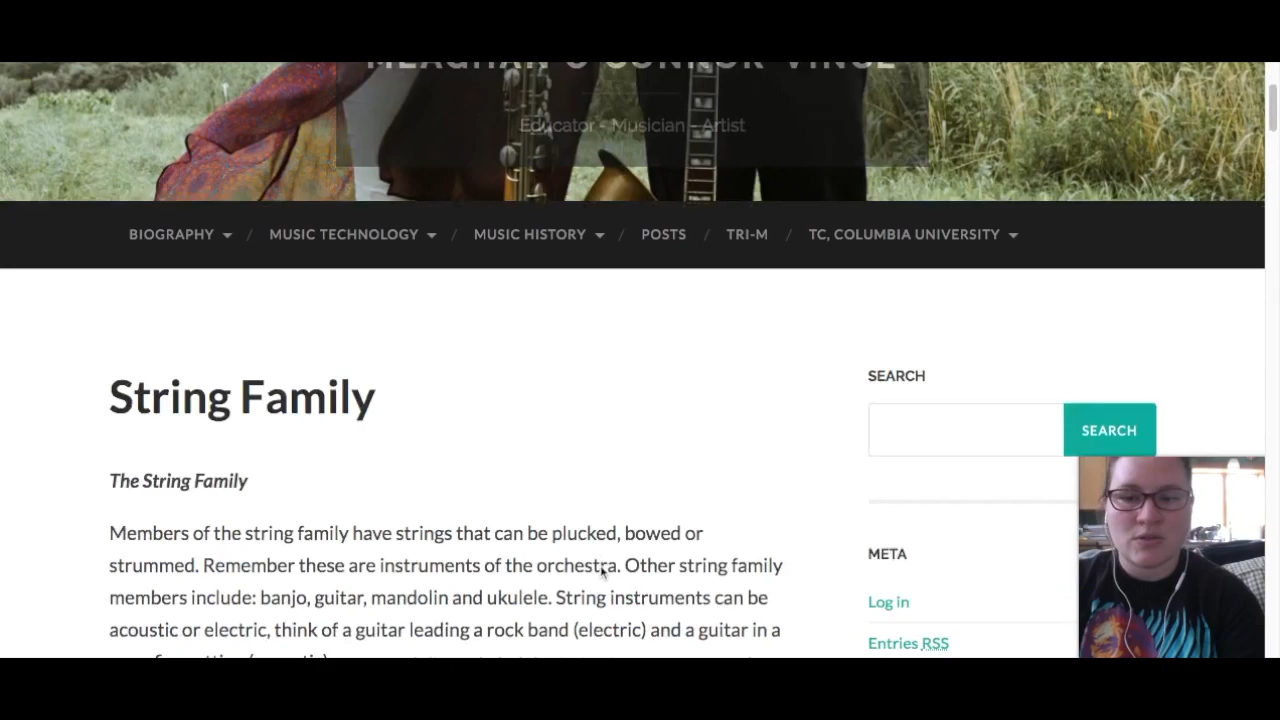 Educator - Musician - Artist
BIOGRAPHY / MUSIC TECHNOLOGY / MUSIC HISTORY / POSTS / TRI-M / TC, COLUMBIA UNIVERSITY
String Family
The String Family
Members of the string family have strings that can be plucked, bowed or
strummed. Remember these are instruments of the orchestra. Other string family
members include: banjo, guitar, mandolin and ukulele. String instruments can be
acoustic or electric, think of a guitar leading a rock band (electric) and a guitar in a
SEARCH
SEARCH
META
Log in
Entries RSS